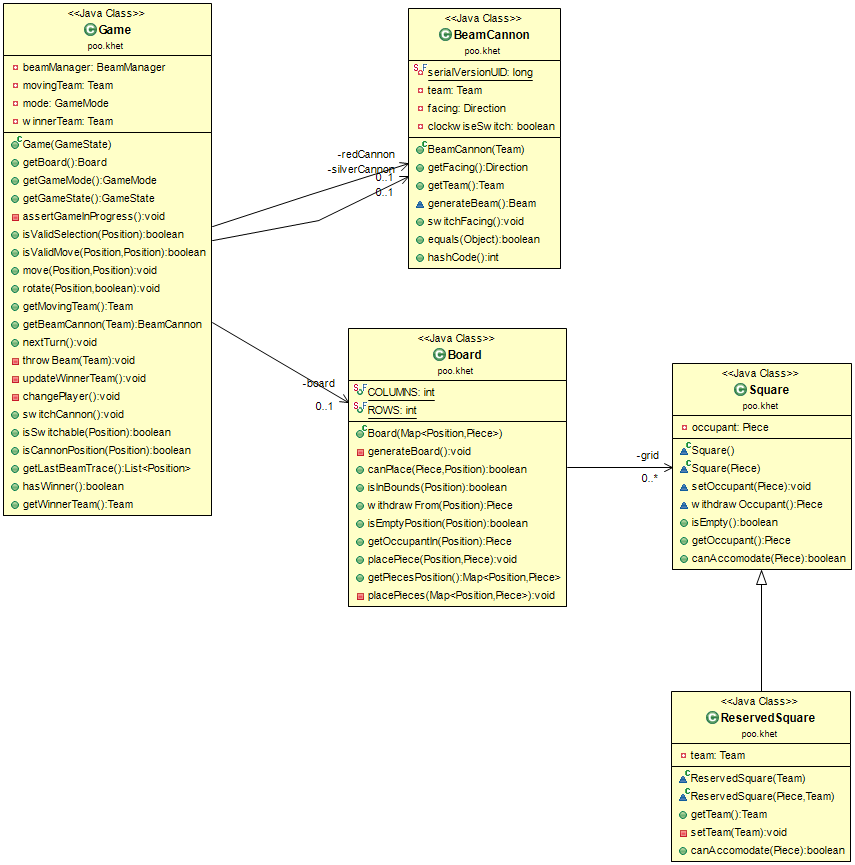 <<Java Class>>
Game
poo.khet
beamManager: BeamManager
movingTeam: Team
mode: GameMode
winnerTeam: Team
Game(GameState)
getBoard():Board
getGameMode():GameMode
getGameState():GameState
assertGameInProgress():void
isValidSelection(Position):boolean
isValidMove(Position,Position):boolean
move(Position,Position):void
rotate(Position,boolean):void
getMovingTeam():Team
getBeamCannon(Team):BeamCannon
nextTurn():void
throwBeam(Team):void
updateWinnerTeam():void
changePlayer():void
switchCannon():void
isSwitchable(Position):boolean
isCannonPosition(Position):boolean
getLastBeamTrace():List<Position>
hasWinner():boolean
getWinnerTeam():Team
-redCannon
0..1
-silverCannon
0..1
<<Java Class>>
BeamCannon
poo.khet
serialVersionUID: long
team: Team
facing: Direction
clockwiseSwitch: boolean
BeamCannon(Team)
getFacing():Direction
getTeam():Team
generateBeam():Beam
switchFacing():void
equals(Object):boolean
hashCode():int
-board
0..1
<<Java Class>>
Board
poo.khet
COLUMNS: int
ROWS: int
Board(Map<Position,Piece>)
generateBoard():void
canPlace(Piece,Position):boolean
isInBounds(Position):boolean
withdrawFrom(Position):Piece
isEmptyPosition(Position):boolean
getOccupantIn(Position):Piece
placePiece(Position,Piece):void
getPiecesPosition():Map<Position,Piece>
placePieces(Map<Position,Piece>):void
-grid
0..*
<<Java Class>>
Square
poo.khet
occupant: Piece
Square()
Square(Piece)
setOccupant(Piece):void
withdrawOccupant():Piece
isEmpty():boolean
getOccupant():Piece
canAccomodate(Piece):boolean
<<Java Class>>
ReservedSquare
poo.khet
team: Team
ReservedSquare(Team)
ReservedSquare(Piece,Team)
getTeam():Team
setTeam(Team):void
canAccomodate(Piece):boolean